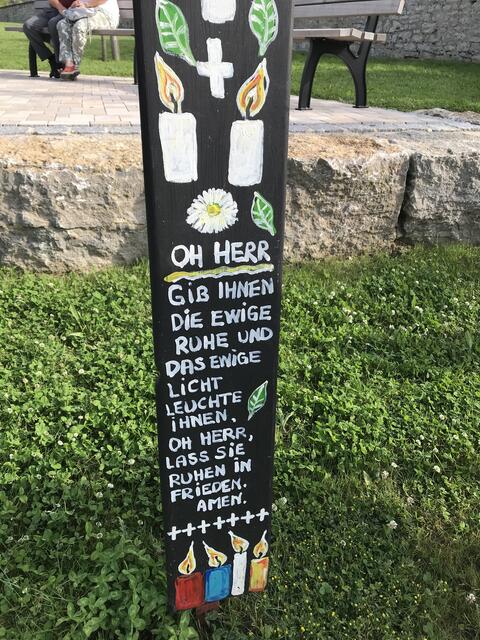 OH HERR
GIB IHNEN
DIE EWIGE
RUHE UND
DAS EWIGE
LICHT
LEUCHTE
IHNEN.
OH HERR,
LASS SIE
RUHEN IN
FRIEDEN.
AMEN.